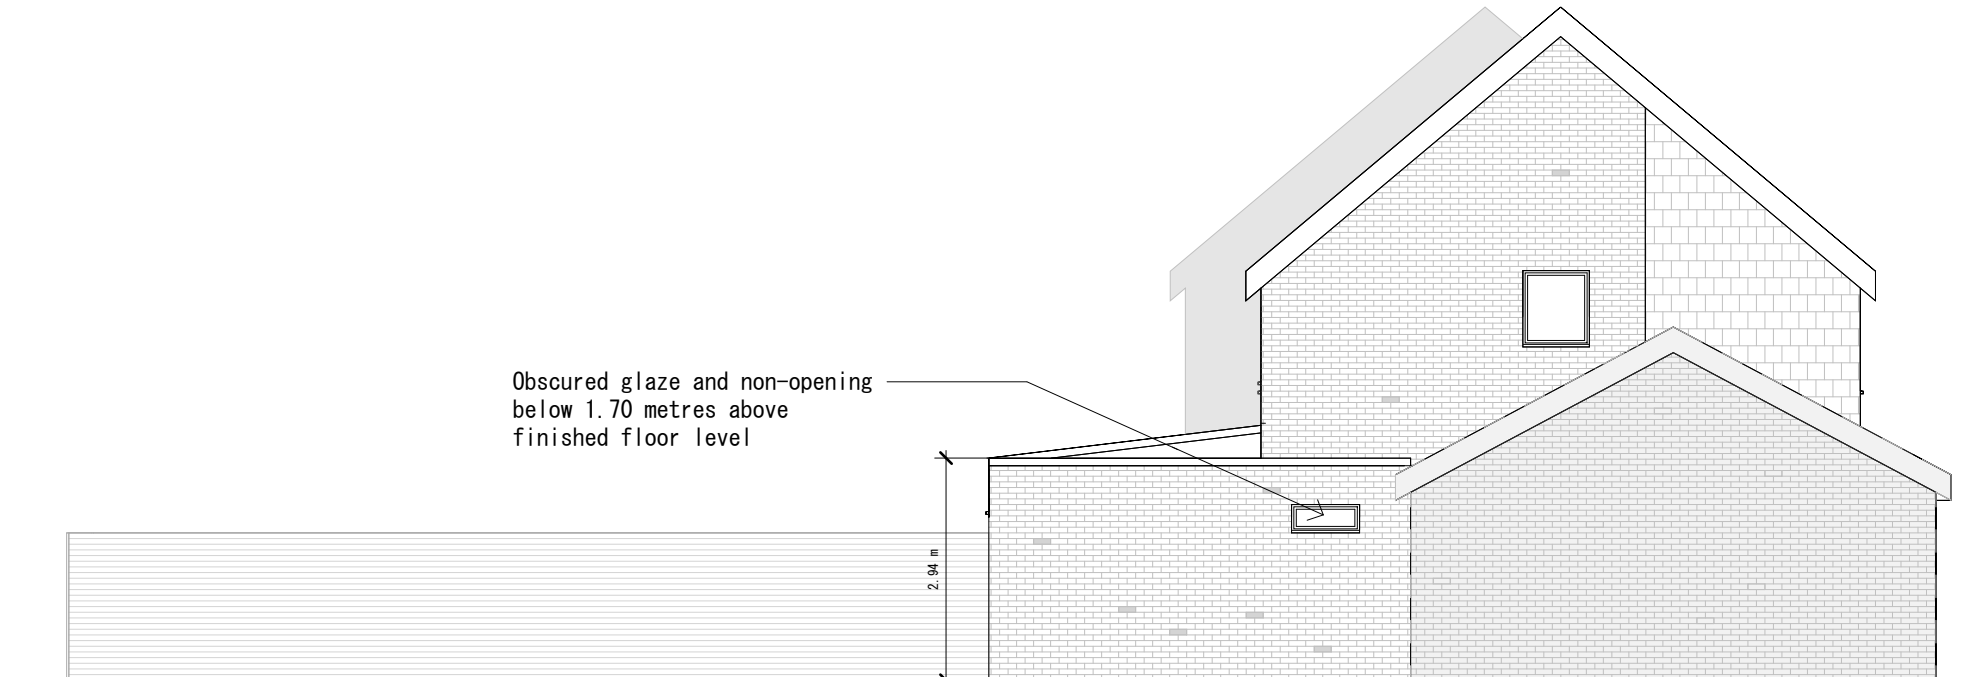 Obscured glaze and non-opening
below 1.70 metres above
finished floor level
2.94 m